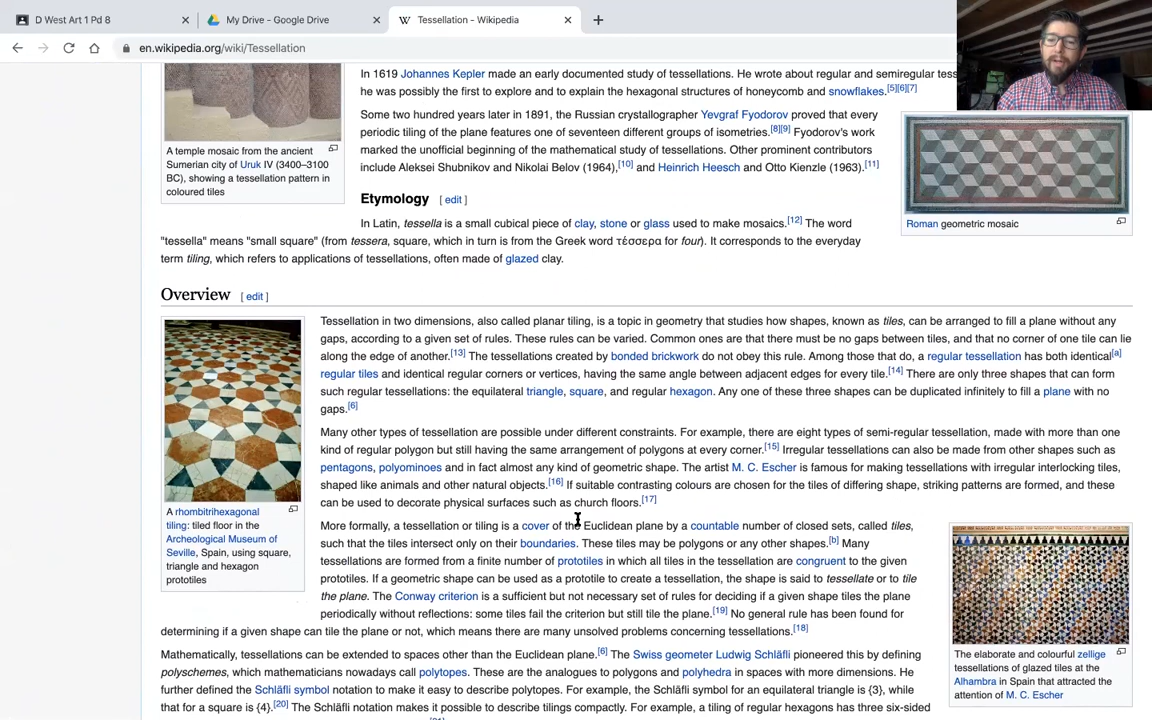 D West Art 1 Pd 8
My Drive - Google Drive
Tessellation - Wikipedia
en.wikipedia.org/wiki/Tessellation
In 1619 Johannes Kepler made an early documented study of tessellations. He wrote about regular and semiregular
he was possibly the first to explore and to explain the hexagonal structures of honeycomb and snowflakes.[5][6][7]
Some two hundred years later in 1891, the Russian crystallographer Yevgraf Fyodorov proved that every
periodic tiling of the plane features one of seventeen different groups of isometries.[8][9] Fyodorov's work
marked the unofficial beginning of the mathematical study of tessellations. Other prominent contributors
include Aleksei Shubnikov and Nikolai Belov (1964),[10] and Heinrich Heesch and Otto Kienzle (1963).[11]
A temple mosaic from the ancient
Sumerian city of Uruk IV (3400–3100
BC), showing a tessellation pattern in
coloured tiles
Roman geometric mosaic
Etymology [ edit ]
In Latin, tessella is a small cubical piece of clay, stone or glass used to make mosaics.[12] The word
"tessella" means "small square" (from tessera, square, which in turn is from the Greek word τέσσερα for four). It corresponds to the everyday
term tiling, which refers to applications of tessellations, often made of glazed clay.
Overview [ edit ]
Tessellation in two dimensions, also called planar tiling, is a topic in geometry that studies how shapes, known as tiles, can be arranged to fill a plane without any
gaps, according to a given set of rules. These rules can be varied. Common ones are that there must be no gaps between tiles, and that no corner of one tile can lie
along the edge of another.[13] The tessellations created by bonded brickwork do not obey this rule. Among those that do, a regular tessellation has both identical[a]
regular tiles and identical regular corners or vertices, having the same angle between adjacent edges for every tile.[14] There are only three shapes that can form
such regular tessellations: the equilateral triangle, square, and regular hexagon. Any one of these three shapes can be duplicated infinitely to fill a plane with no
gaps.[6]
Many other types of tessellation are possible under different constraints. For example, there are eight types of semi-regular tessellation, made with more than one
kind of regular polygon but still having the same arrangement of polygons at every corner.[15] Irregular tessellations can also be made from other shapes such as
pentagons, polyominoes and in fact almost any kind of geometric shape. The artist M. C. Escher is famous for making tessellations with irregular interlocking tiles,
shaped like animals and other natural objects.[16] If suitable contrasting colours are chosen for the tiles of differing shape, striking patterns are formed, and these
can be used to decorate physical surfaces such as church floors.[17]
A rhombitrihexagonal
tiling: tiled floor in the
Archeological Museum of
Seville, Spain, using square,
triangle and hexagon
prototiles
More formally, a tessellation or tiling is a cover of the Euclidean plane by a countable number of closed sets, called tiles,
such that the tiles intersect only on their boundaries. These tiles may be polygons or any other shapes.[b] Many
tessellations are formed from a finite number of prototiles in which all tiles in the tessellation are congruent to the given
prototiles. If a geometric shape can be used as a prototile to create a tessellation, the shape is said to tessellate or to tile
the plane. The Conway criterion is a sufficient but not necessary set of rules for deciding if a given shape tiles the plane
periodically without reflections: some tiles fail the criterion but still tile the plane.[19] No general rule has been found for
determining if a given shape can tile the plane or not, which means there are many unsolved problems concerning tessellations.[18]
The elaborate and colourful zellige
tessellations of glazed tiles at the
Alhambra in Spain that attracted the
attention of M. C. Escher
Mathematically, tessellations can be extended to spaces other than the Euclidean plane.[6] The Swiss geometer Ludwig Schläfli pioneered this by defining
polyschemes, which mathematicians nowadays call polytopes. These are the analogues to polygons and polyhedra in spaces with more dimensions. He
further defined the Schläfli symbol notation to make it easy to describe polytopes. For example, the Schläfli symbol for an equilateral triangle is {3}, while
that for a square is {4}.[20] The Schläfli notation makes it possible to describe tilings compactly. For example, a tiling of regular hexagons has three six-sided